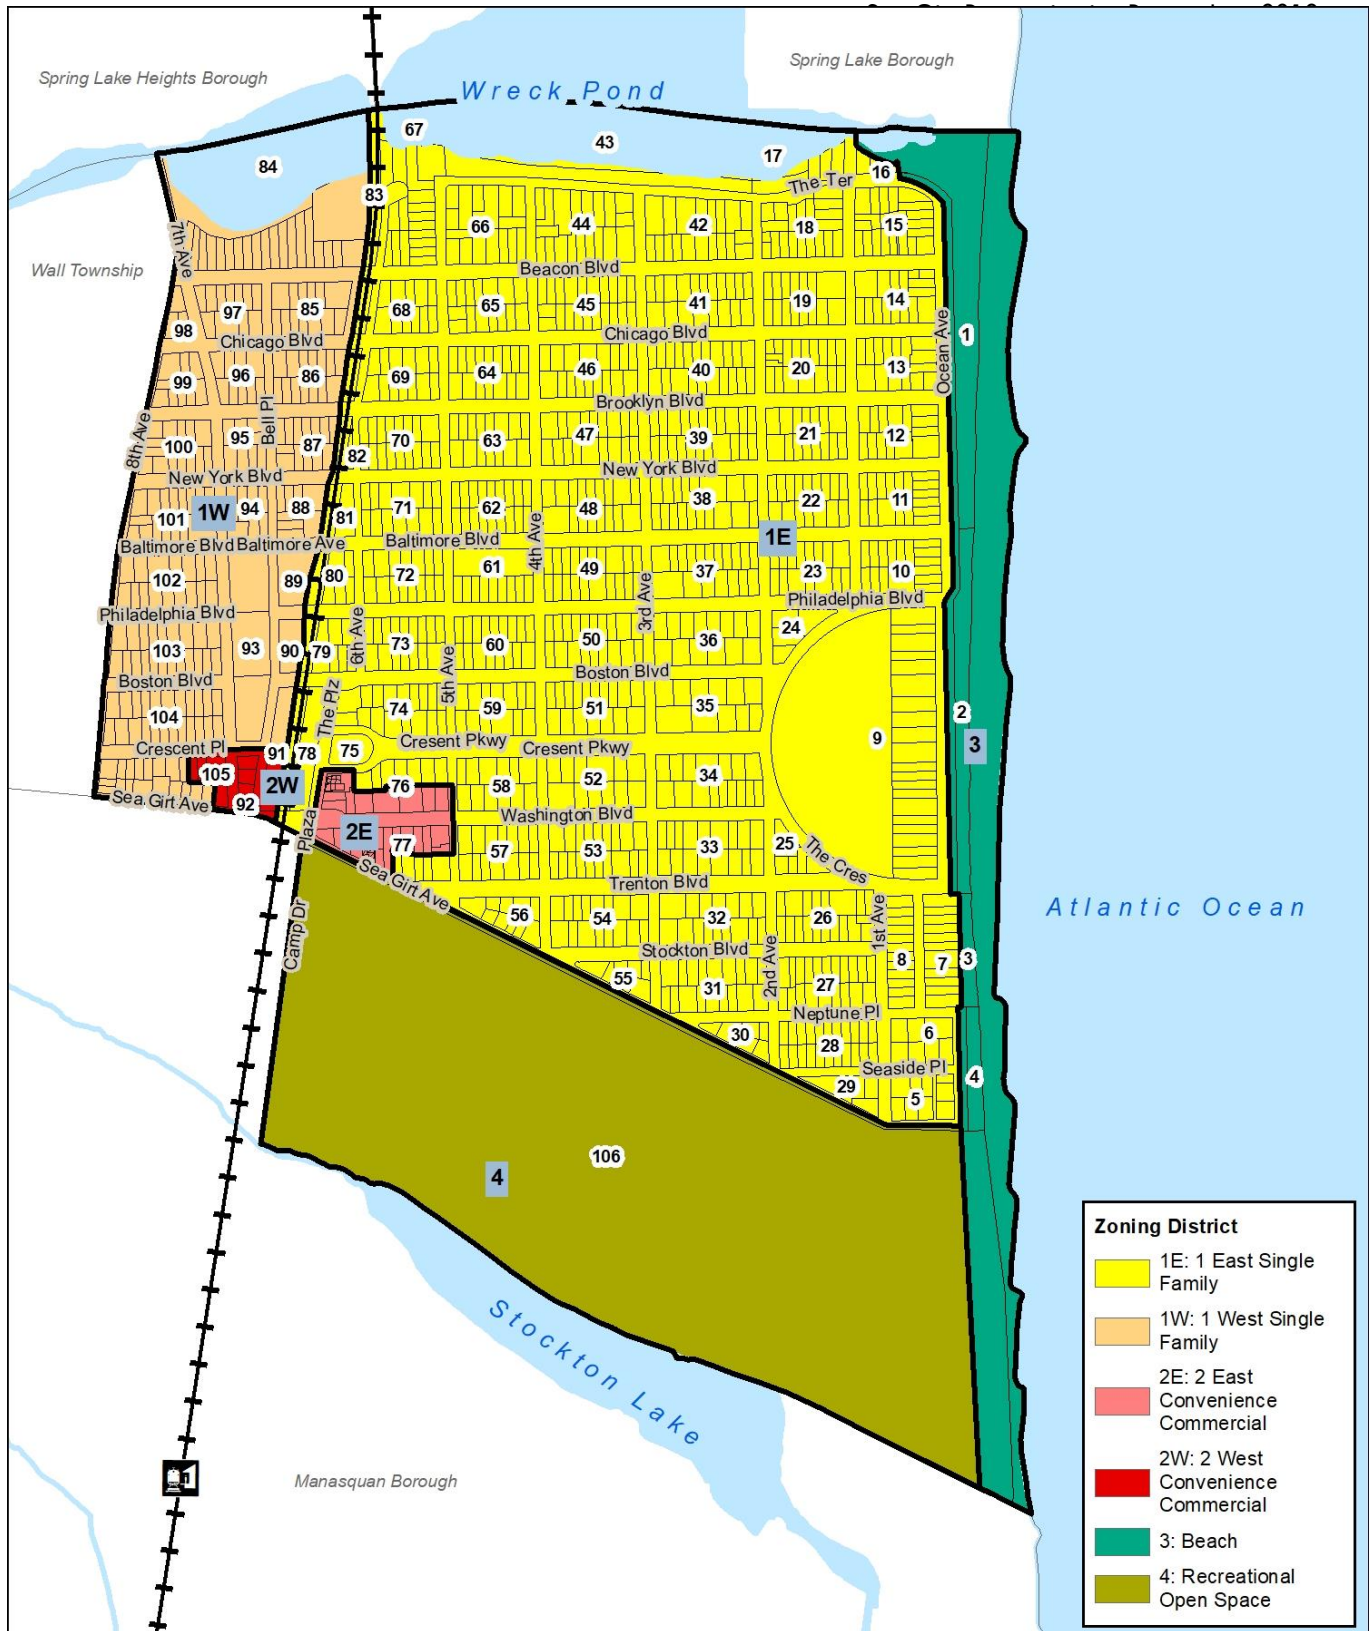 Spring Lake Heights Borough
Spring Lake Borough
Wreck Pond
67
43
17
84
16
The Ter
83
66
44
42
18
15
7th Ave
Wall Township
Beacon Blvd
98
97
85
68
65
45
41
19
14
Chicago Blvd
Chicago Blvd
Ocean Ave
1
99
96
86
69
64
46
40
20
13
Brooklyn Blvd
Bell Pl
8th Ave
100
95
87
82
70
63
47
39
21
12
New York Blvd
New York Blvd
101
1W
94
88
81
71
62
48
38
22
11
4th Ave
1E
Baltimore Blvd
Baltimore Ave
Baltimore Blvd
102
89
80
72
61
49
37
23
10
3rd Ave
Philadelphia Blvd
Philadelphia Blvd
6th Ave
24
103
93
90
79
73
60
50
36
5th Ave
Boston Blvd
Boston Blvd
The Plz
104
74
59
51
35
2
3
9
Crescent Pl
91
78
75
Cresent Pkwy
Cresent Pkwy
105
2W
76
58
52
34
Sea Girt Ave
92
Plaza
2E
Washington Blvd
77
57
53
33
25
The Cres
Sea Girt Ave
Trenton Blvd
56
54
32
26
1st Ave
Camp Dr
Atlantic Ocean
Stockton Blvd
2nd Ave
8
7
3
55
31
27
Neptune Pl
30
28
6
Seaside Pl
29
5
4
106
4
Stockton Lake
Manasquan Borough
Zoning District
1E: 1 East Single
Family
1W: 1 West Single
Family
2E: 2 East
Convenience
Commercial
2W: 2 West
Convenience
Commercial
3: Beach
4: Recreational
Open Space